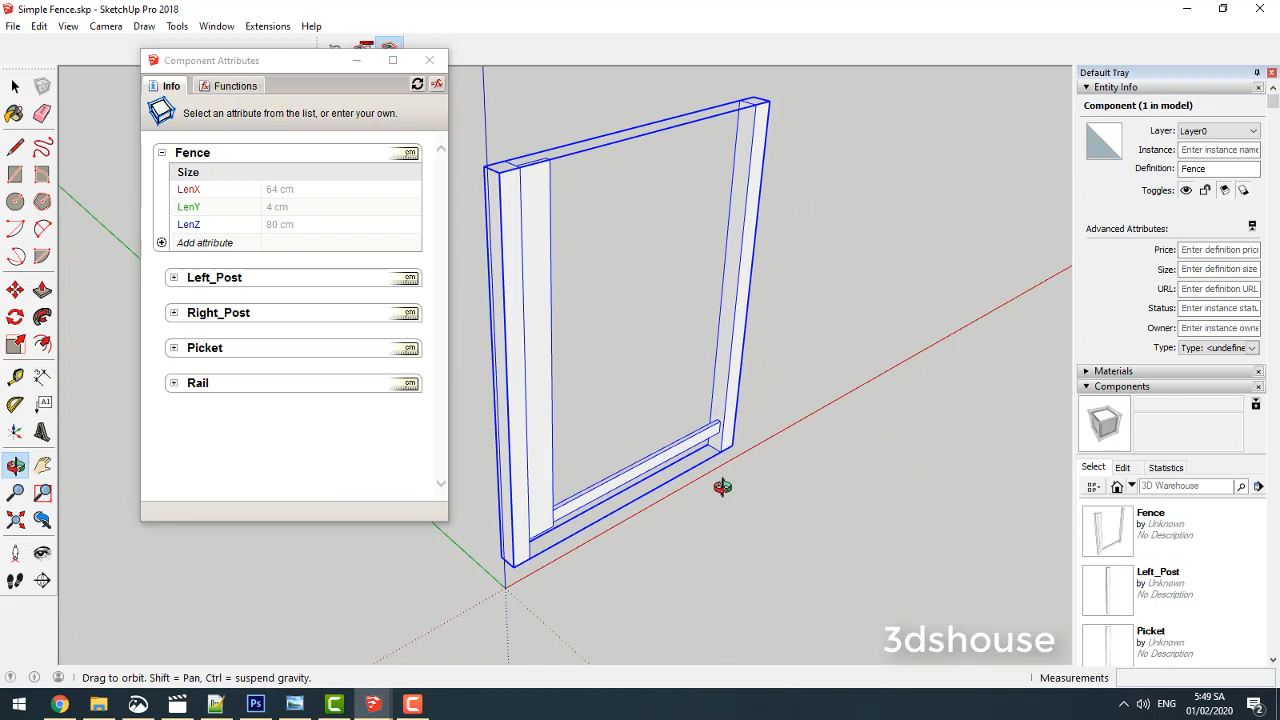 Simple Fence.skp - SketchUp Pro 2018
File Edit View Camera Draw Tools Window Extensions Help
Component Attributes
Info Functions
Select an attribute from the list, or enter your own.
Fence
Size
LenX 64 cm
LenY 4 cm
LenZ 80 cm
Add attribute
Left_Post
Right_Post
Picket
Rail
cm
cm
cm
cm
cm
Default Tray
Entity Info
Component (1 in model)
Layer: Layer0
Instance: Enter instance name
Definition: Fence
Toggles:
Advanced Attributes:
Price: Enter definition pric
Size: Enter definition size
URL: Enter definition URL
Status: Enter instance statu
Owner: Enter instance owne
Type: Type: <undefine
Materials
Components
Select Edit Statistics
3D Warehouse
Fence
by Unknown
No Description
Left_Post
by Unknown
No Description
Picket
by Unknown
No Description
3dshouse
Drag to orbit. Shift = Pan, Ctrl = suspend gravity.
Measurements
ENG
5:49 SA
01/02/2020
2